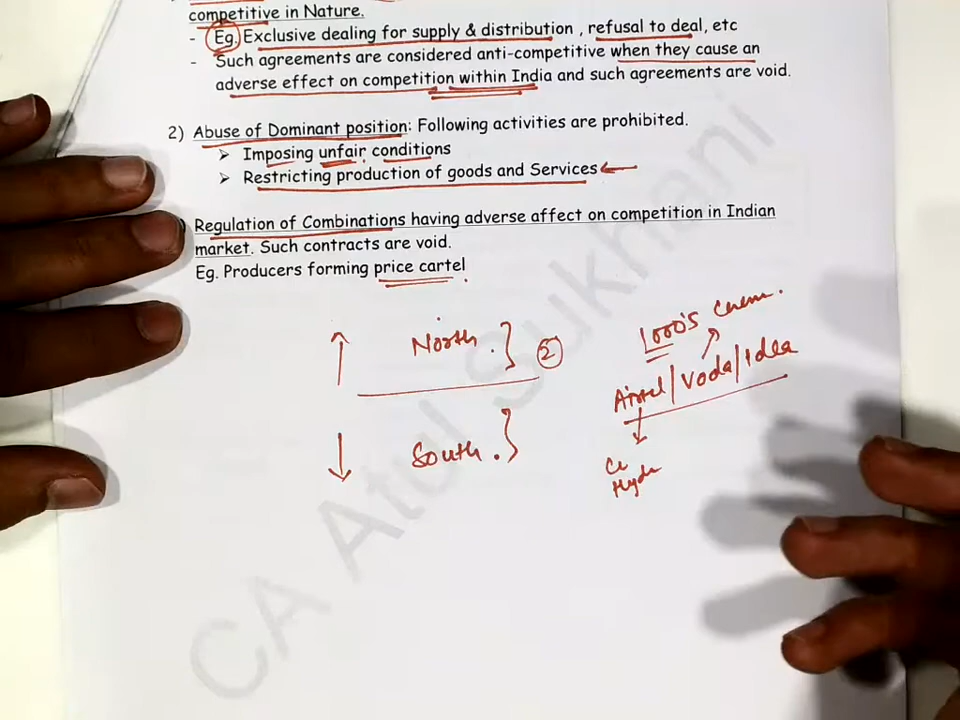 competitive in Nature.
- Eg. Exclusive dealing for supply & distribution , refusal to deal, etc
- Such agreements are considered anti-competitive when they cause an
adverse effect on competition within India and such agreements are void.
2) Abuse of Dominant position: Following activities are prohibited.
➢ Imposing unfair conditions
➢ Restricting production of goods and Services
) Regulation of Combinations having adverse affect on competition in Indian
market. Such contracts are void.
Eg. Producers forming price cartel
North
2
South
1000's
Airtel/Voda/Idea
CA Atul Sukhani